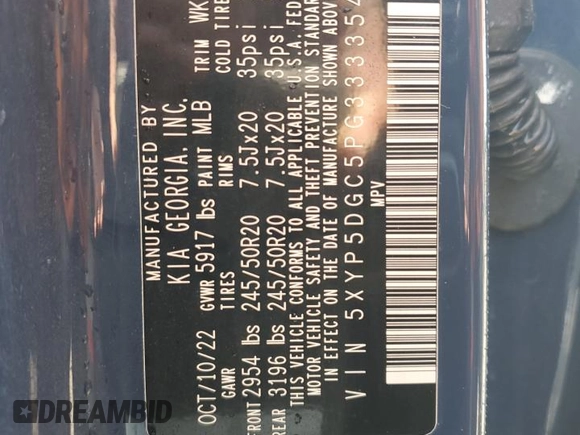 MANUFACTURED BY
KIA GEORGIA, INC.
OCT/10/22 GVWR 5917 lbs PAINT MLB TRIM WK
GAWR TIRES RIMS COLD TIRE
FRONT 2954 lbs 245/50R20 7.5Jx20 35psi
REAR 3196 lbs 245/50R20 7.5Jx20 35psi
THIS VEHICLE CONFORMS TO ALL APPLICABLE U.S.A. FED
MOTOR VEHICLE SAFETY AND THEFT PREVENTION STANDAR
IN EFFECT ON THE DATE OF MANUFACTURE SHOWN ABOV
VIN 5XYP5DGC5PG333354
MPV
DREAMBID